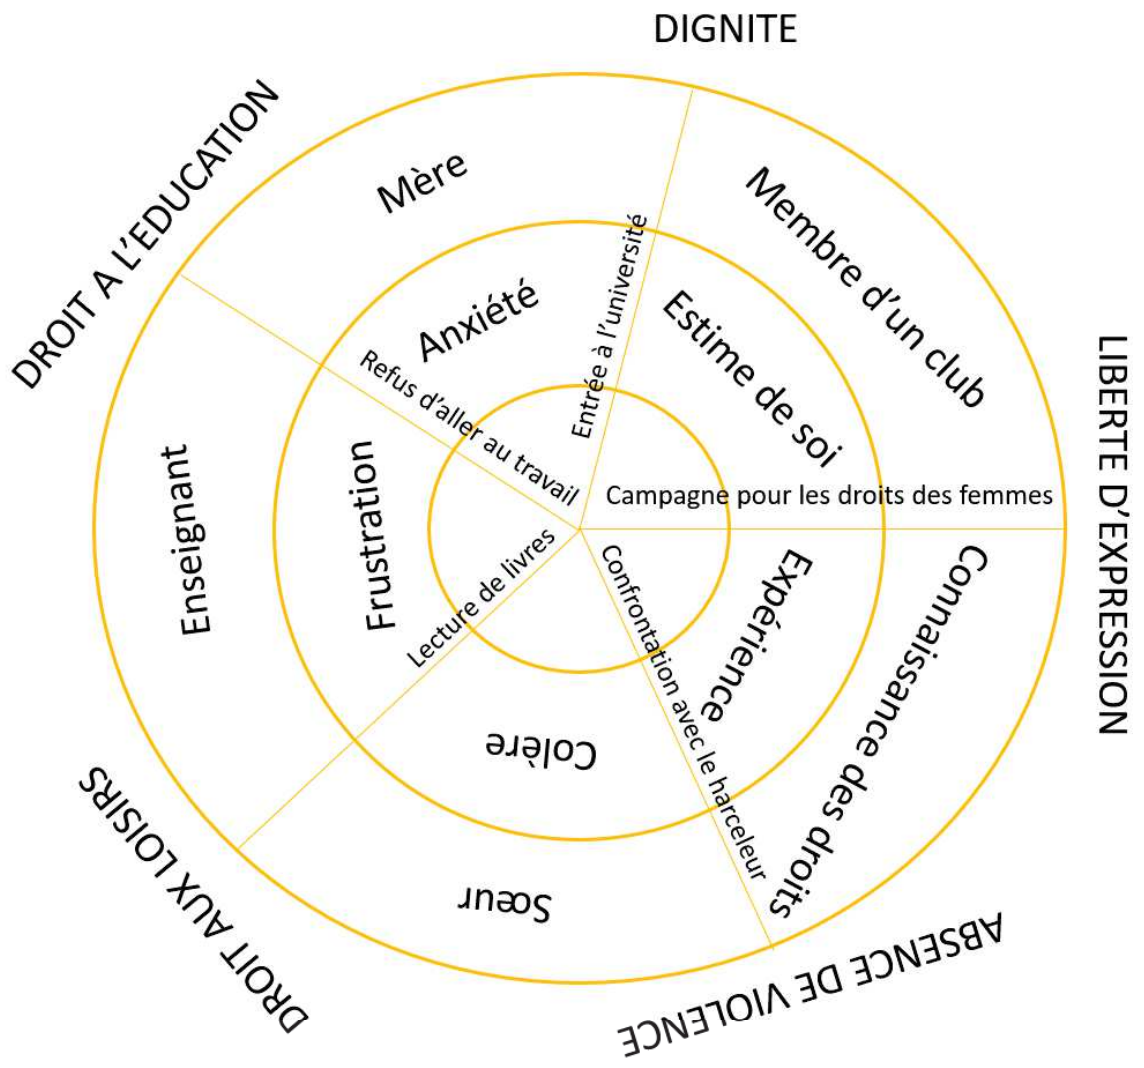 DIGNITE
LIBERTE D'EXPRESSION
ABSENCE DE VIOLENCE
DROIT AUX LOISIRS
DROIT A L'EDUCATION
Mère
Membre d'un club
Connaissance des droits
Sœur
Enseignant
Anxiété
Estime de soi
Expérience
Colère
Frustration
Entrée à l'université
Campagne pour les droits des femmes
Confrontation avec le harceleur
Lecture de livres
Refus d'aller au travail